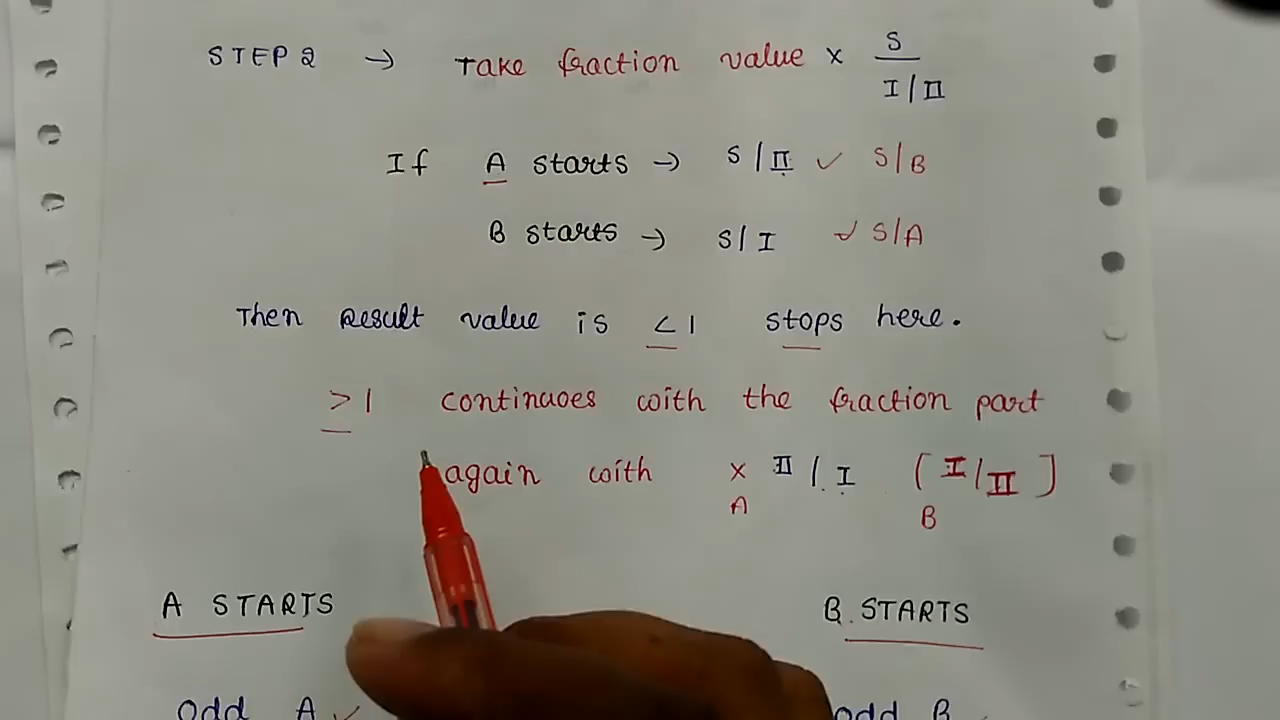 STEP 2 → Take fraction value × S / I/II
If A starts → S/II ✓ S/B
B starts → S/I ✓ S/A
Then Result value is <1 stops here.
>1 continoes with the fraction part
again with × II/I (I/II]
A B
A STARTS B. STARTS
Odd A ✓ Odd B